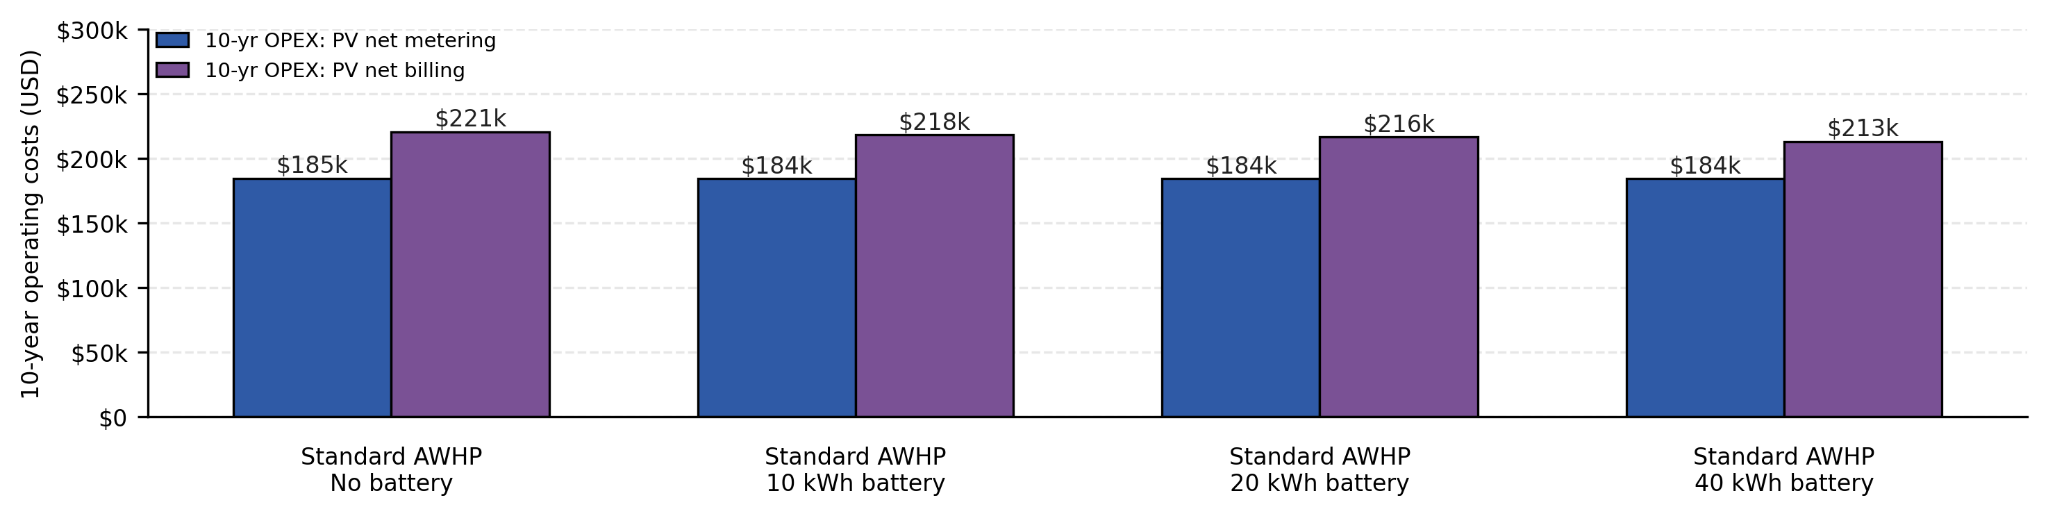 10-year operating costs (USD)
$300k
$250k
$200k
$150k
$100k
$50k
$0
10-yr OPEX: PV net metering
10-yr OPEX: PV net billing
$185k
$221k
$184k
$218k
$184k
$216k
$184k
$213k
Standard AWHP
No battery
Standard AWHP
10 kWh battery
Standard AWHP
20 kWh battery
Standard AWHP
40 kWh battery